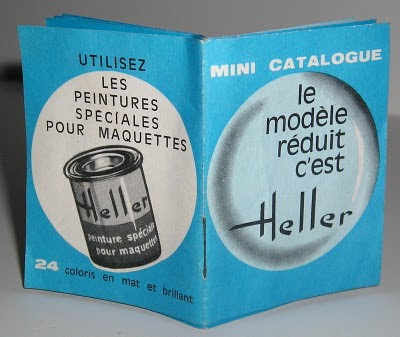 UTILISEZ
LES
PEINTURES
SPÉCIALES
POUR MAQUETTES
Heller
peinture spéciale
pour maquettes
24 coloris en mat et brillant
MINI CATALOGUE
le
modèle
réduit
c'est
Heller